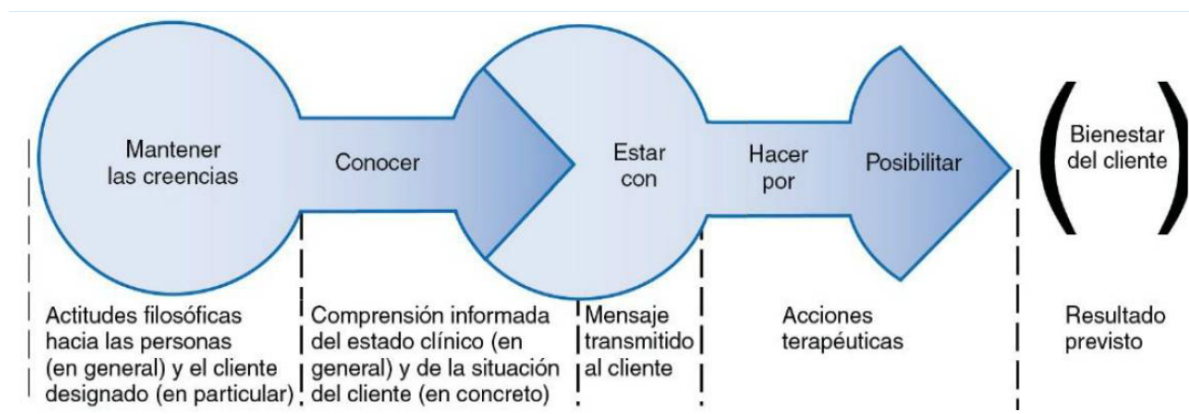 Mantener
las creencias
Conocer
Estar
con
Hacer
por
Posibilitar
Bienestar
del cliente
Actitudes filosóficas
hacia las personas
(en general) y el cliente
designado (en particular)
Comprensión informada
del estado clínico (en
general) y de la situación
del cliente (en concreto)
Mensaje
transmitido
al cliente
Acciones
terapéuticas
Resultado
previsto